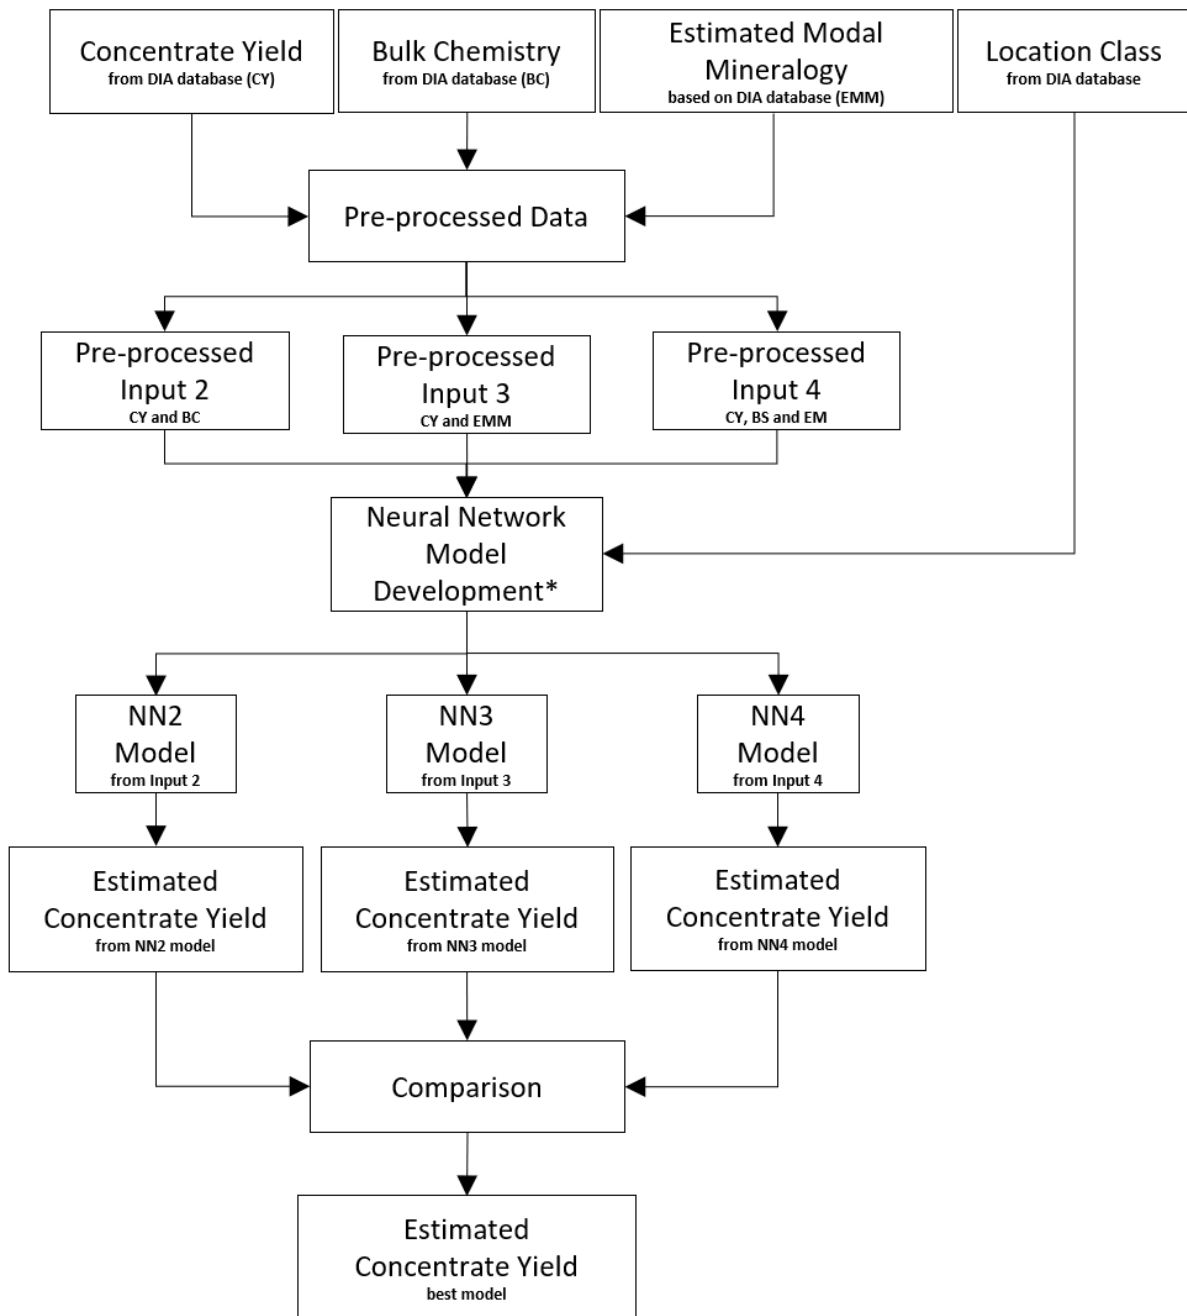 Concentrate Yield
from DIA database (CY)
Bulk Chemistry
from DIA database (BC)
Estimated Modal
Mineralogy
based on DIA database (EMM)
Location Class
from DIA database
Pre-processed Data
Pre-processed
Input 2
CY and BC
Pre-processed
Input 3
CY and EMM
Pre-processed
Input 4
CY, BS and EM
Neural Network
Model
Development*
NN2
Model
from Input 2
NN3
Model
from Input 3
NN4
Model
from Input 4
Estimated
Concentrate Yield
from NN2 model
Estimated
Concentrate Yield
from NN3 model
Estimated
Concentrate Yield
from NN4 model
Comparison
Estimated
Concentrate Yield
best model